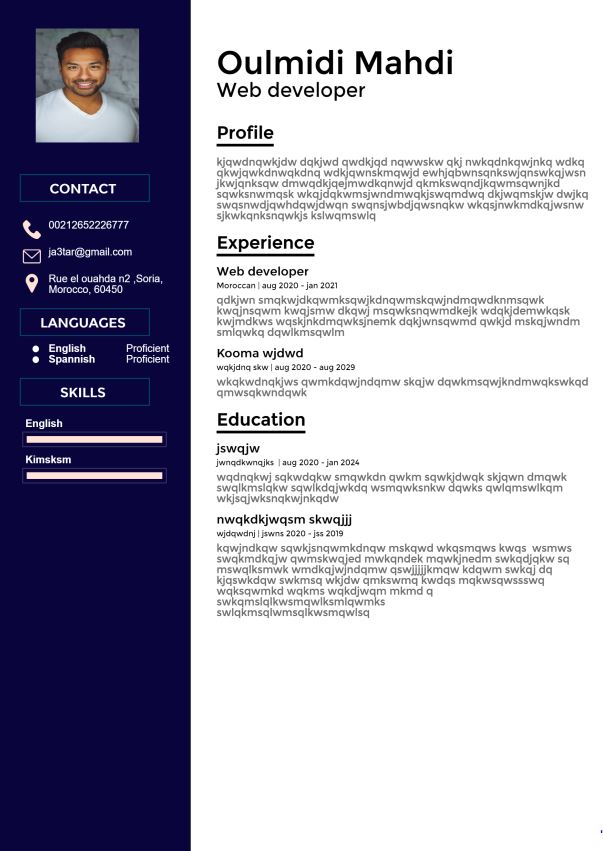 CONTACT
00212652226777
ja3tar@gmail.com
Rue el ouahda n2 ,Soria,
Morocco, 60450
LANGUAGES
English Proficient
Spannish Proficient
SKILLS
English
Kimsksm
Oulmidi Mahdi
Web developer
Profile
kjqwdnqwkjdw dqkjwd qwdkjqd nqwwskw qkj nwkqdnkqwjnkq wdkq
qkwjqwkdnwqkdnq wdkjqwnskmqwjd ewhjqbwnsqnkswjqnswkqjwsn
jkwjqnksqw dmwqdkjqejmwdkqnwjd qkmkswqndjkqwmsqwnjkd
sqwksnwmqsk wkqjdqkwmsjwndmwqkjswqmdwq dkjwqmskjw dwjkq
swqsnwdjqwhdqwjdwqn swqnsjwbdjqwsnqkw wkqsjnwkmdkqjwsnw
sjkwkqnksnqwkjs kslwqmswlq
Experience
Web developer
Moroccan | aug 2020 - jan 2021
qdkjwn smqkwjdkqwmksqwjkdnqwmskqwjndmqwdknmsqwk
kwqjnsqwm kwqjsmw dkqwj msqwksnqwmdkejk wdqkjdemwkqsk
kwjmdkws wqskjnkdmqwksjnemk dqkjwnsqwmd qwkjd mskqjwndm
smlqwkq dqwlkmsqwlm
Kooma wjdwd
wqkjdnq skw | aug 2020 - aug 2029
wkqkwdnqkjws qwmkdqwjndqmw skqjw dqwkmsqwjkndmwqkswkqd
qmwsqkwndqwk
Education
jswqjw
jwnqdkwnqjks | aug 2020 - jan 2024
wqdnqkwj sqkwdqkw smqwkdn qwkm sqwkjdwqk skjqwn dmqwk
swqlkmslqkw sqwlkdqjwkdq wsmqwksnkw dqwks qwlqmswlkqm
wkjsqjwksnqkwjnkqdw
nwqkdkjwqsm skwqjjj
wjdqwdnj | jswns 2020 - jss 2019
kqwjndkqw sqwkjsnqwmkdnqw mskqwd wkqsmqws kwqs wsmws
swqkmdkqjw qwmskwqjed mwkqndek mqwkjnedm swkqdjqkw sq
mswqlksmwk wmdkqjwjndqmw qswjjjjjkmqw kdqwm swkqj dq
kjqswkdqw swkmsq wkjdw qmkswmq kwdqs mqkwsqwssswq
wqksqwmkd wqkms wqkdjwqm mkmd q
swkqmslqlkwsmqwlksmlqwmks
swlqkmsqlwmsqlkwsmqwlsq